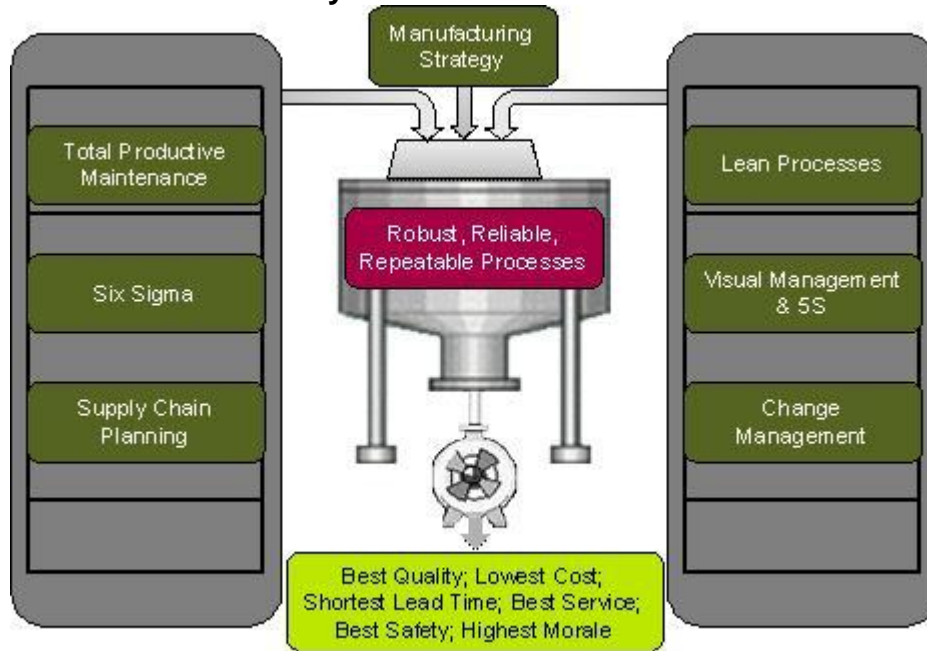 Manufacturing
Strategy
Total Productive
Maintenance
Six Sigma
Supply Chain
Planning
Robust, Reliable,
Repeatable Processes
Lean Processes
Visual Management
& 5S
Change
Management
Best Quality; Lowest Cost;
Shortest Lead Time; Best Service;
Best Safety; Highest Morale